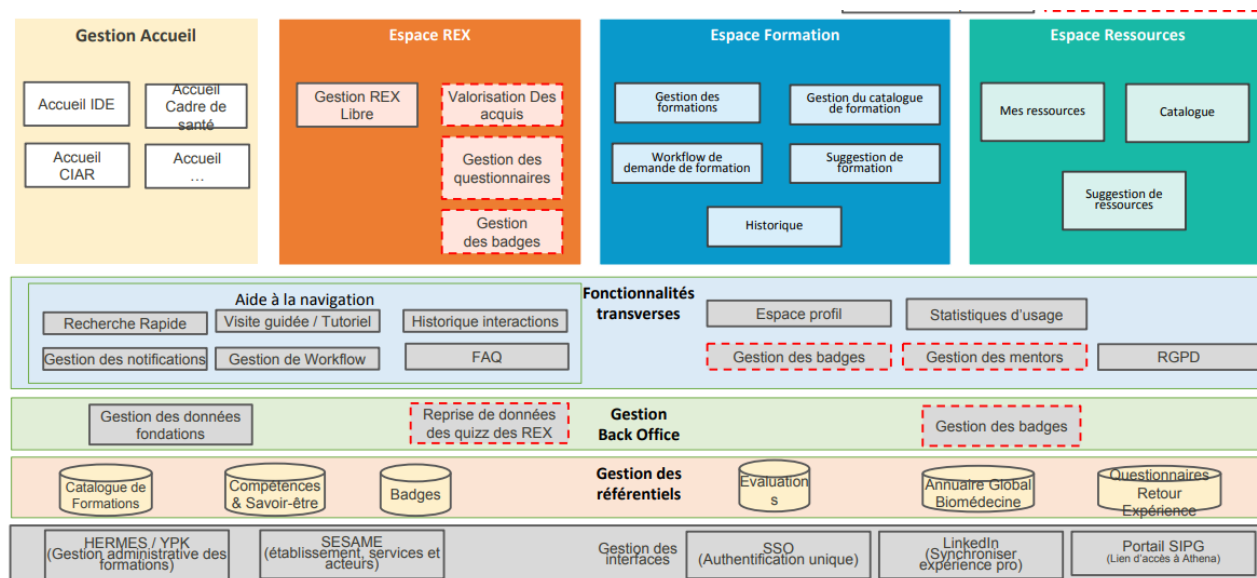 Gestion Accueil
Accueil IDE
Accueil
Cadre de
santé
Accueil
CIAR
Accueil
…
Espace REX
Gestion REX
Libre
Valorisation Des
acquis
Gestion des
questionnaires
Gestion
des badges
Espace Formation
Gestion des
formations
Gestion du catalogue
de formation
Workflow de
demande de formation
Suggestion de
formation
Historique
Espace Ressources
Mes ressources
Catalogue
Suggestion de
ressources
Aide à la navigation
Recherche Rapide
Visite guidée / Tutoriel
Historique interactions
Gestion des notifications
Gestion de Workflow
FAQ
Fonctionnalités
transverses
Espace profil
Statistiques d'usage
Gestion des badges
Gestion des mentors
RGPD
Gestion des données
fondations
Reprise de données
des quizz des REX
Gestion
Back Office
Gestion des badges
Catalogue de
Formations
Compétences
& Savoir-être
Badges
Gestion des
référentiels
Evaluation
s
Annuaire Global
Biomédecine
Questionnaires
Retour
Expérience
HERMES / YPK
(Gestion administrative des
formations)
SESAME
(établissement, services et
acteurs)
Gestion des
interfaces
SSO
(Authentification unique)
LinkedIn
(Synchroniser
expérience pro)
Portail SIPG
(Lien d'accès à Athena)